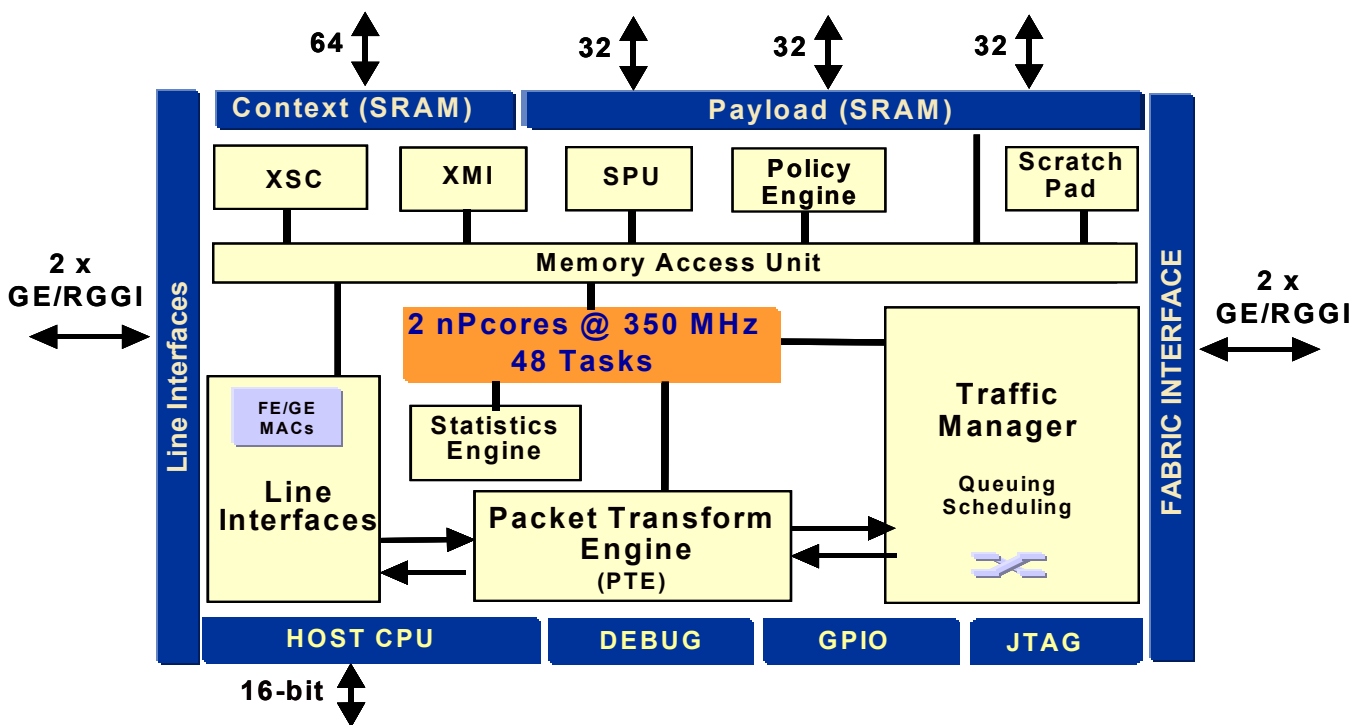 64
32
32
32
Context (SRAM)
Payload (SRAM)
XSC
XMI
SPU
Policy
Engine
Scratch
Pad
Memory Access Unit
2 x
GE/RGGI
Line Interfaces
2 nPcores @ 350 MHz
48 Tasks
FE/GE
MACs
Line
Interfaces
Statistics
Engine
Packet Transform
Engine
(PTE)
Traffic
Manager
Queuing
Scheduling
FABRIC INTERFACE
2 x
GE/RGGI
HOST CPU
DEBUG
GPIO
JTAG
16-bit